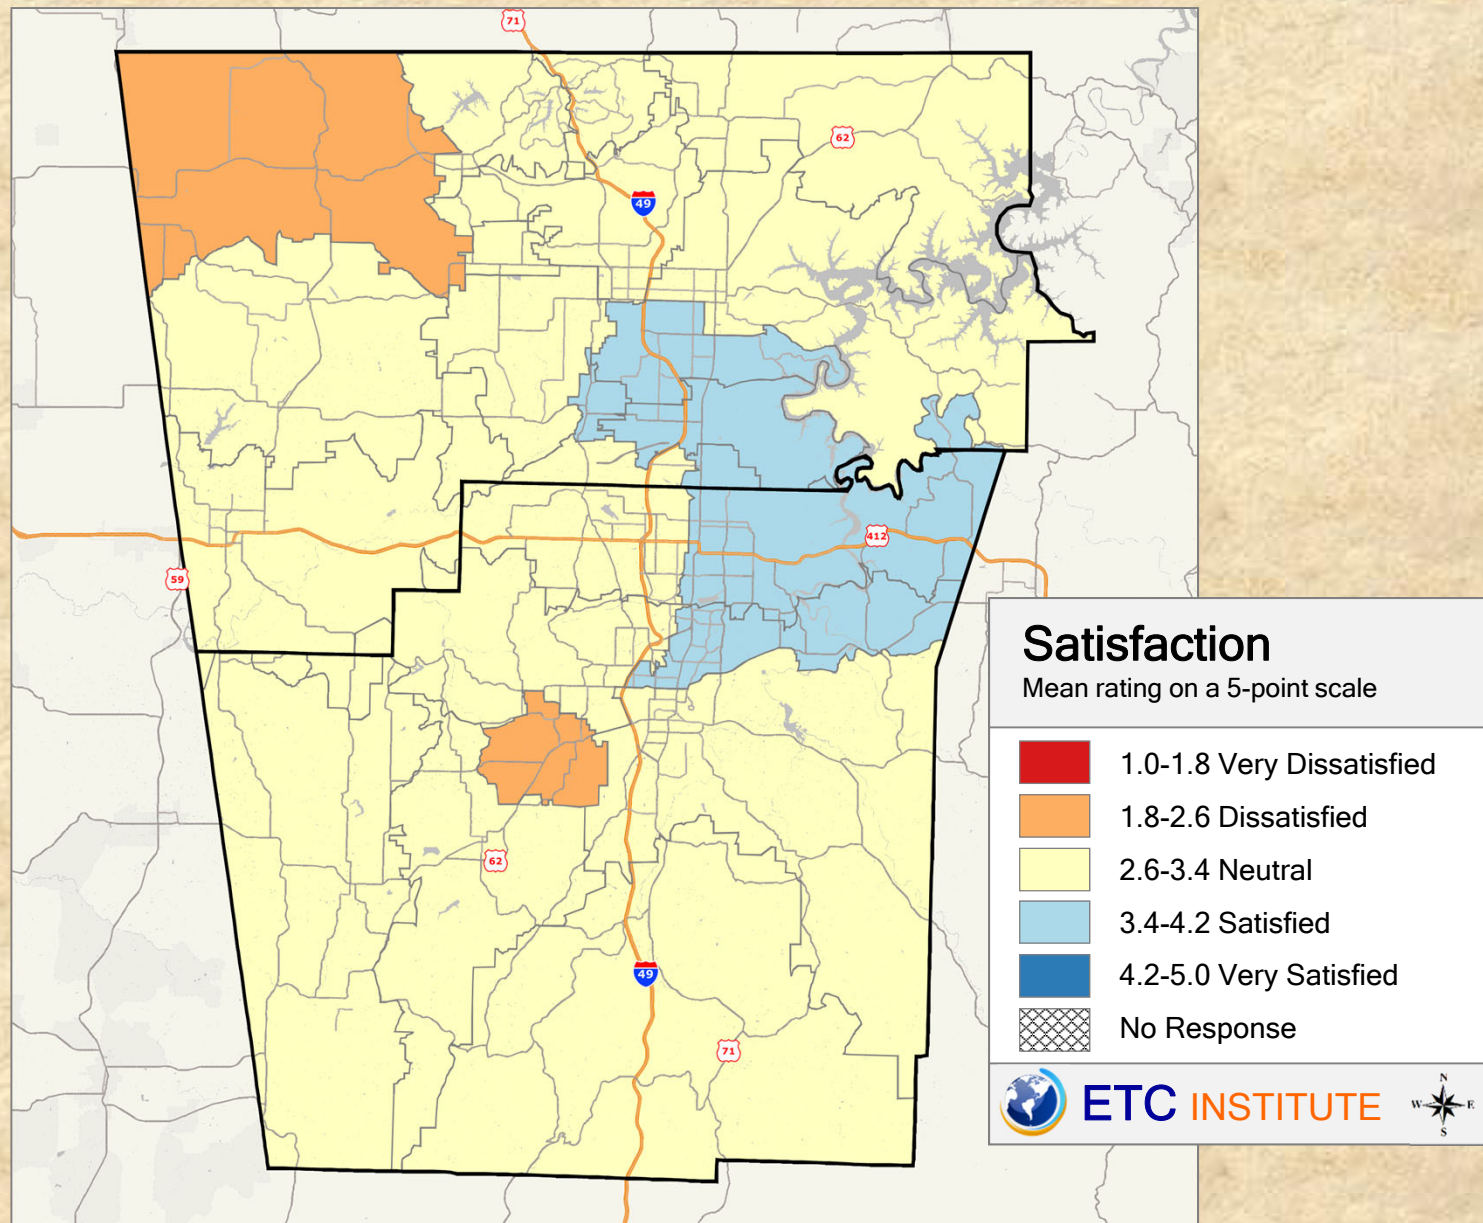 71
62
49
412
59
62
49
71
Satisfaction
Mean rating on a 5-point scale
1.0-1.8 Very Dissatisfied
1.8-2.6 Dissatisfied
2.6-3.4 Neutral
3.4-4.2 Satisfied
4.2-5.0 Very Satisfied
No Response
ETC INSTITUTE
N
W E
S